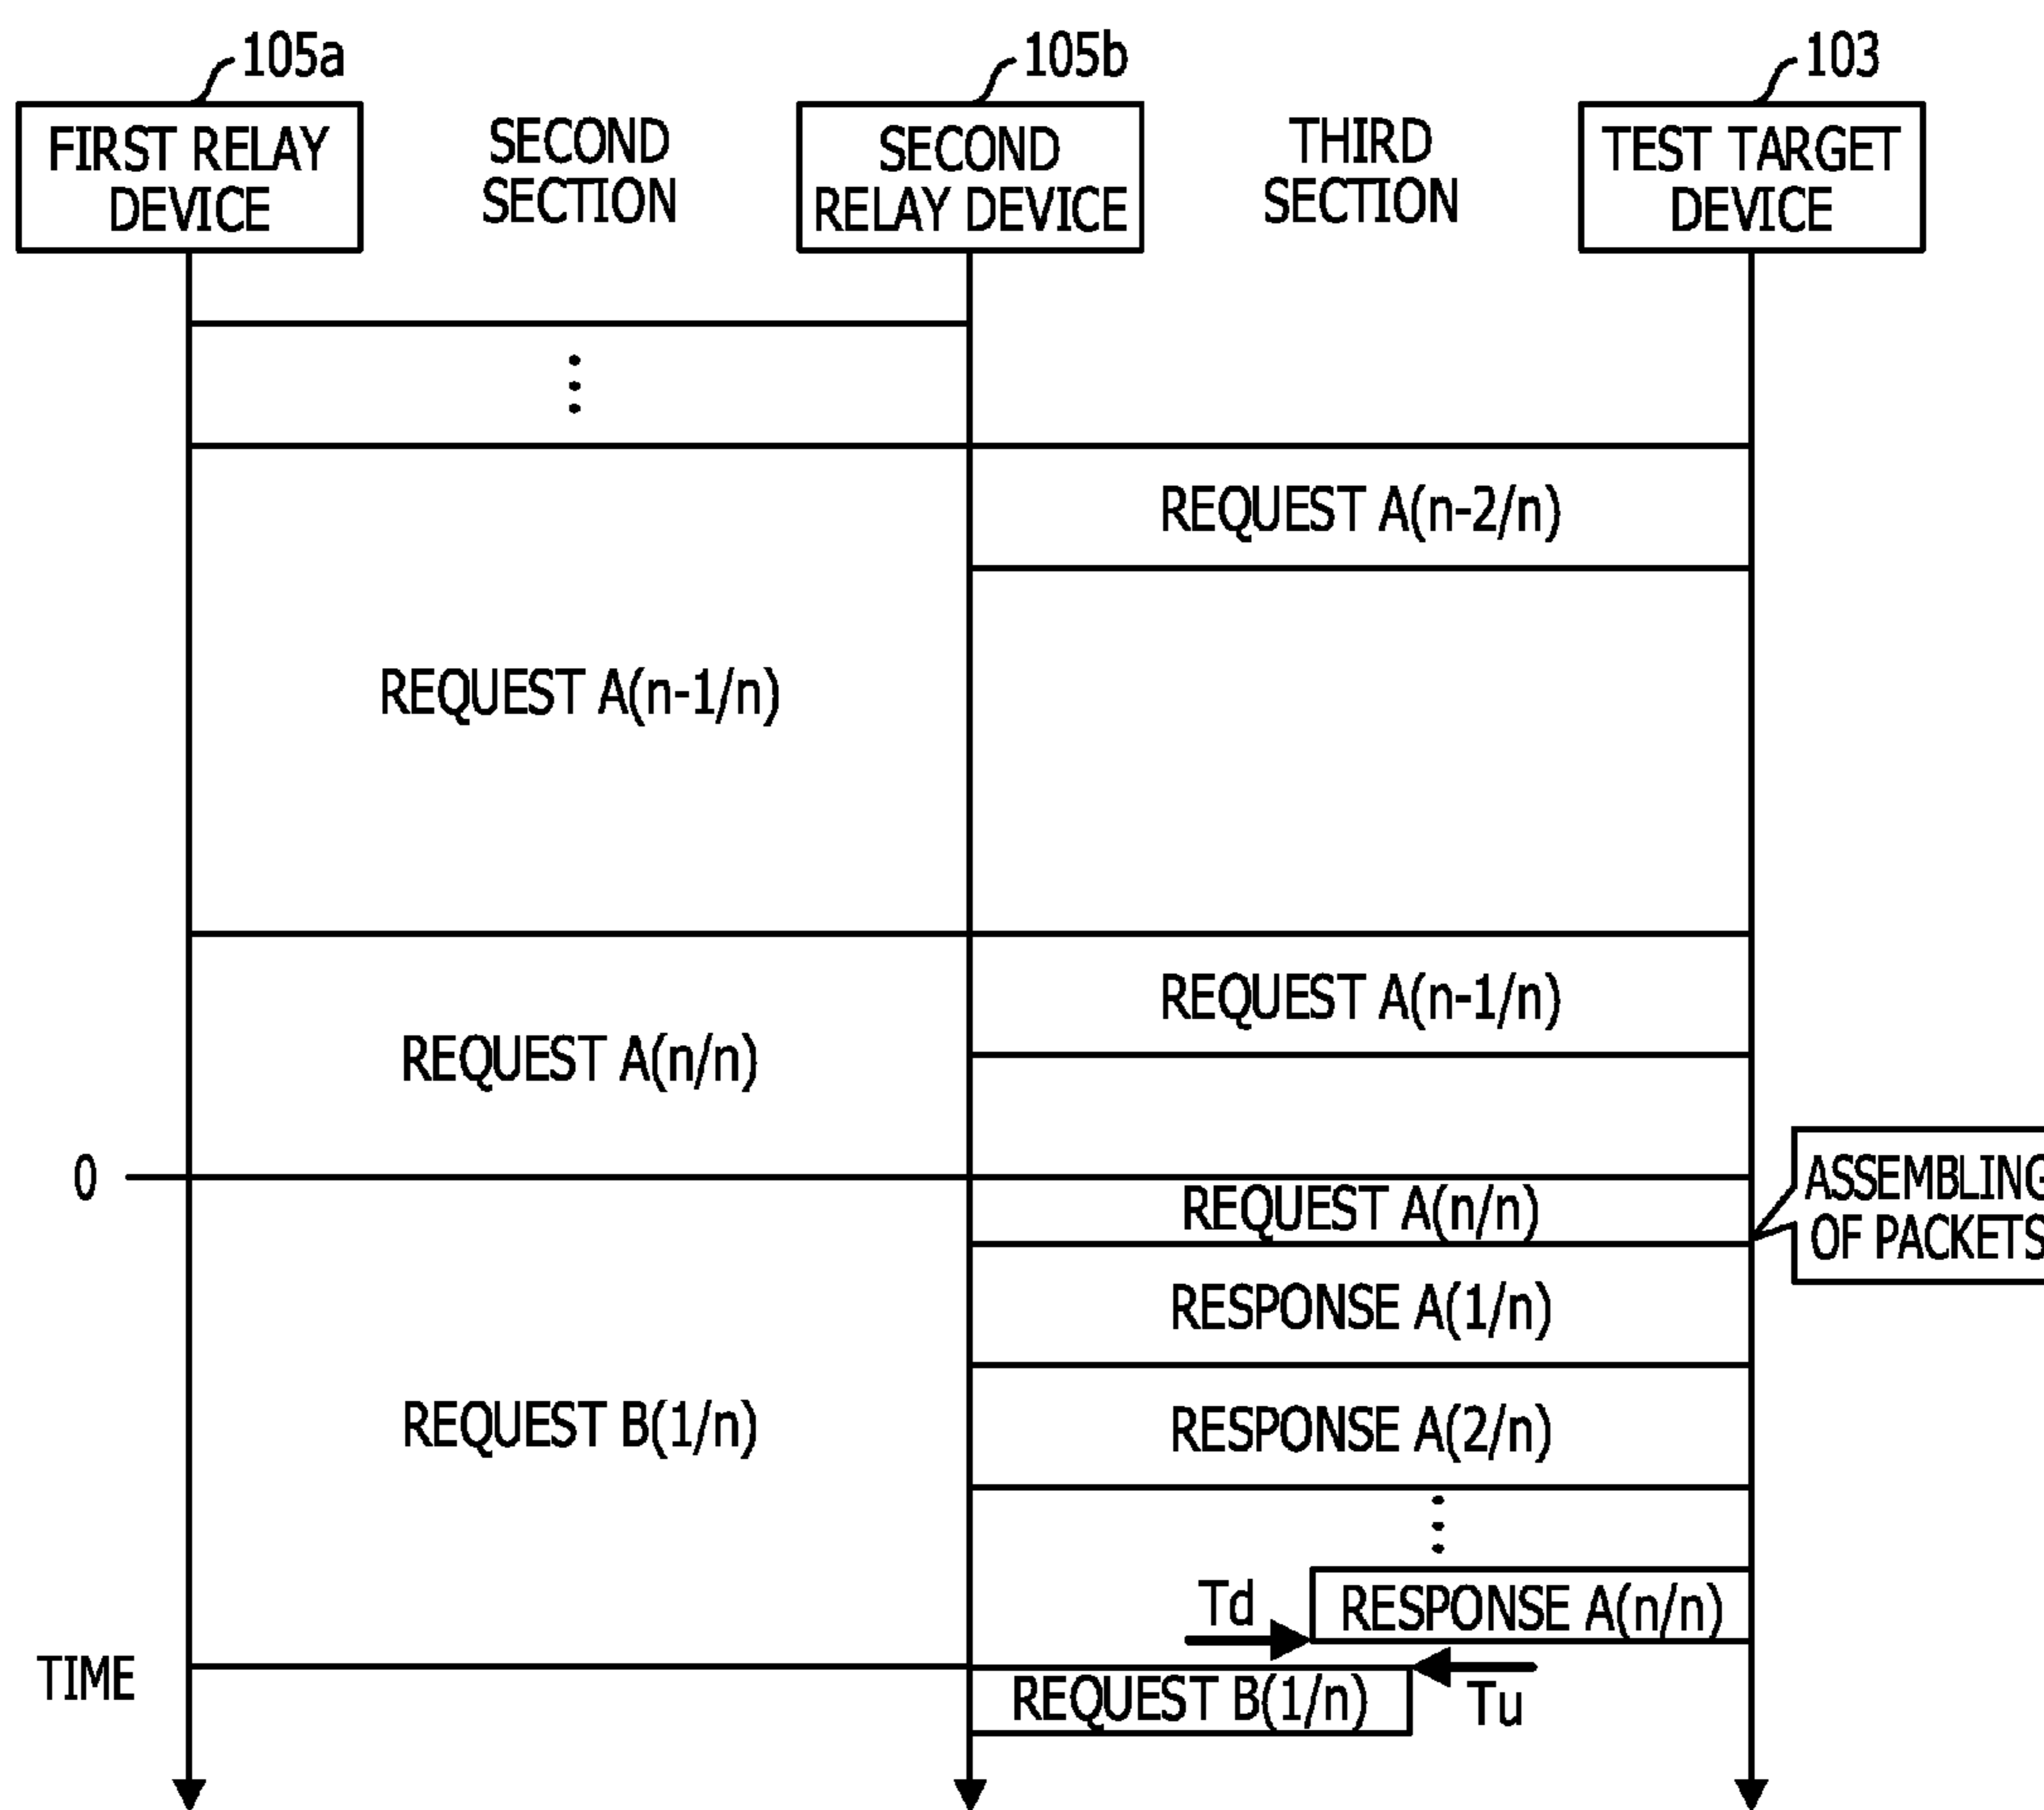 105a
105b
103
FIRST RELAY
DEVICE
SECOND
SECTION
SECOND
RELAY DEVICE
THIRD
SECTION
TEST TARGET
DEVICE
REQUEST A(n-2/n)
REQUEST A(n-1/n)
REQUEST A(n-1/n)
REQUEST A(n/n)
0
REQUEST A(n/n)
ASSEMBLING
OF PACKETS
RESPONSE A(1/n)
REQUEST B(1/n)
RESPONSE A(2/n)
Td
RESPONSE A(n/n)
TIME
REQUEST B(1/n)
Tu